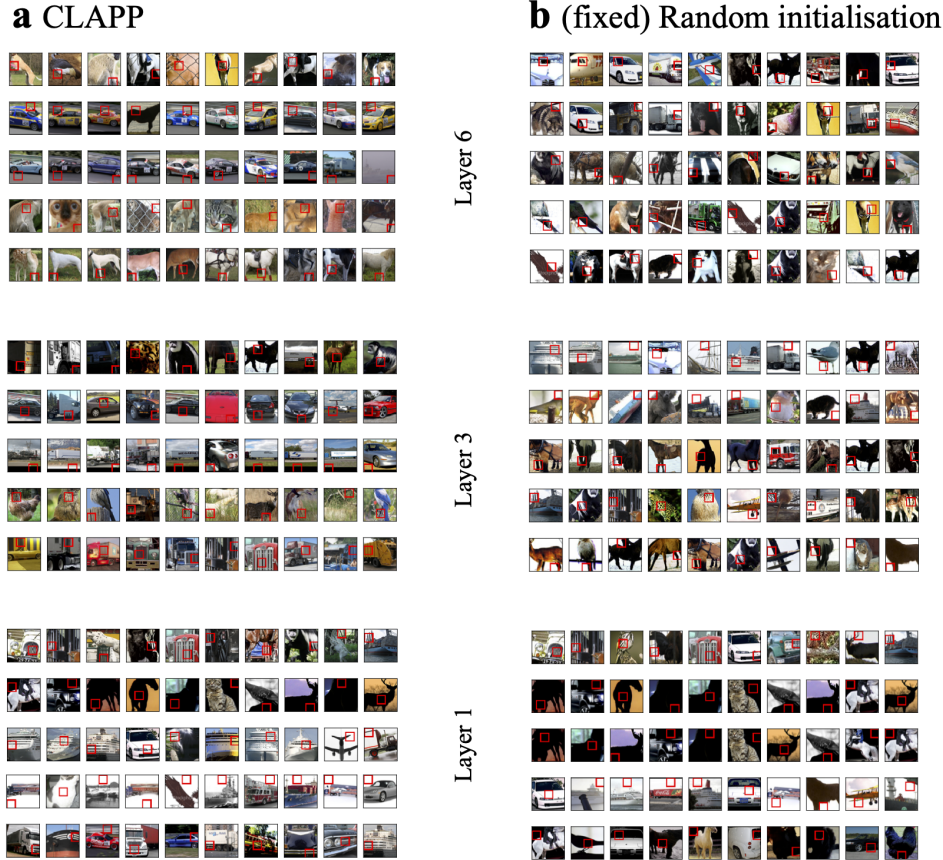 a CLAPP
b (fixed) Random initialisation
Layer 6
Layer 3
Layer 1